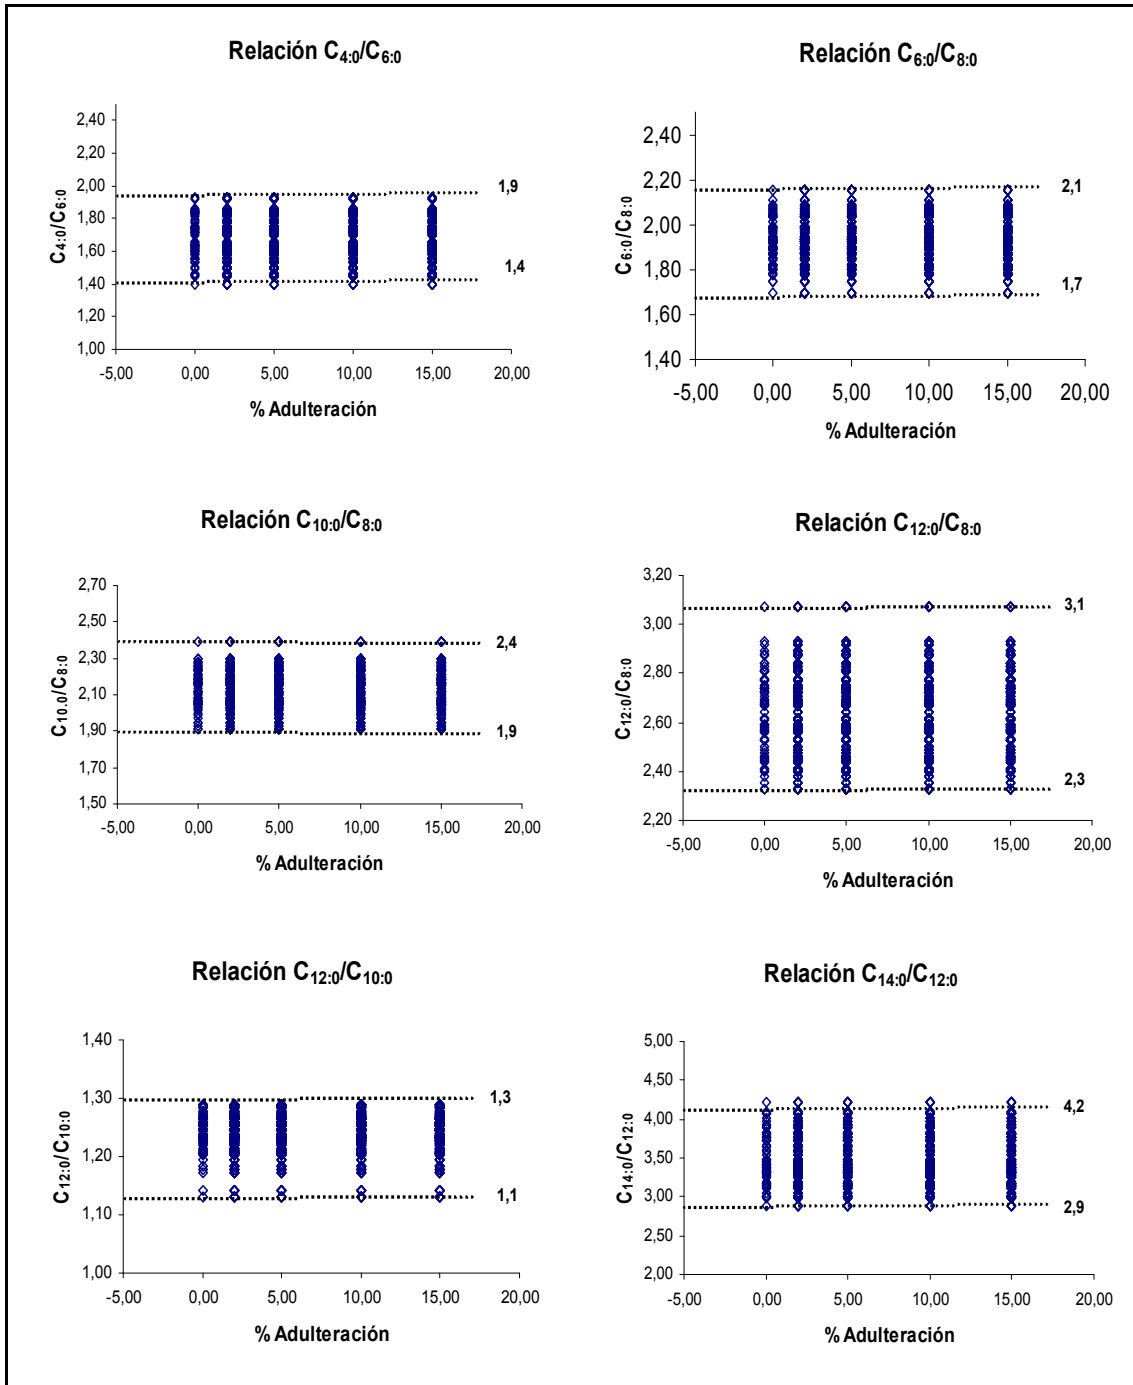 Relación C4:0/C6:0
C4:0/C6:0
2,40
2,20
2,00
1,80
1,60
1,40
1,20
1,00
1,9
1,4
-5,00 0,00 5,00 10,00 15,00 20,00
% Adulteración
Relación C6:0/C8:0
C6:0/C8:0
2,40
2,20
2,00
1,80
1,60
1,40
2,1
1,7
-5,00 0,00 5,00 10,00 15,00 20,00
% Adulteración
Relación C10:0/C8:0
C10.0/C8:0
2,70
2,50
2,30
2,10
1,90
1,70
1,50
2,4
1,9
-5,00 0,00 5,00 10,00 15,00 20,00
% Adulteración
Relación C12:0/C8:0
C12:0/C8:0
3,20
3,00
2,80
2,60
2,40
2,20
3,1
2,3
-5,00 0,00 5,00 10,00 15,00 20,00
% Adulteración
Relación C12:0/C10:0
C12:0/C10:0
1,40
1,30
1,20
1,10
1,00
1,3
1,1
-5,00 0,00 5,00 10,00 15,00 20,00
% Adulteración
Relación C14:0/C12:0
C14:0/C12:0
5,00
4,50
4,00
3,50
3,00
2,50
2,00
4,2
2,9
-5,00 0,00 5,00 10,00 15,00 20,00
% Adulteración